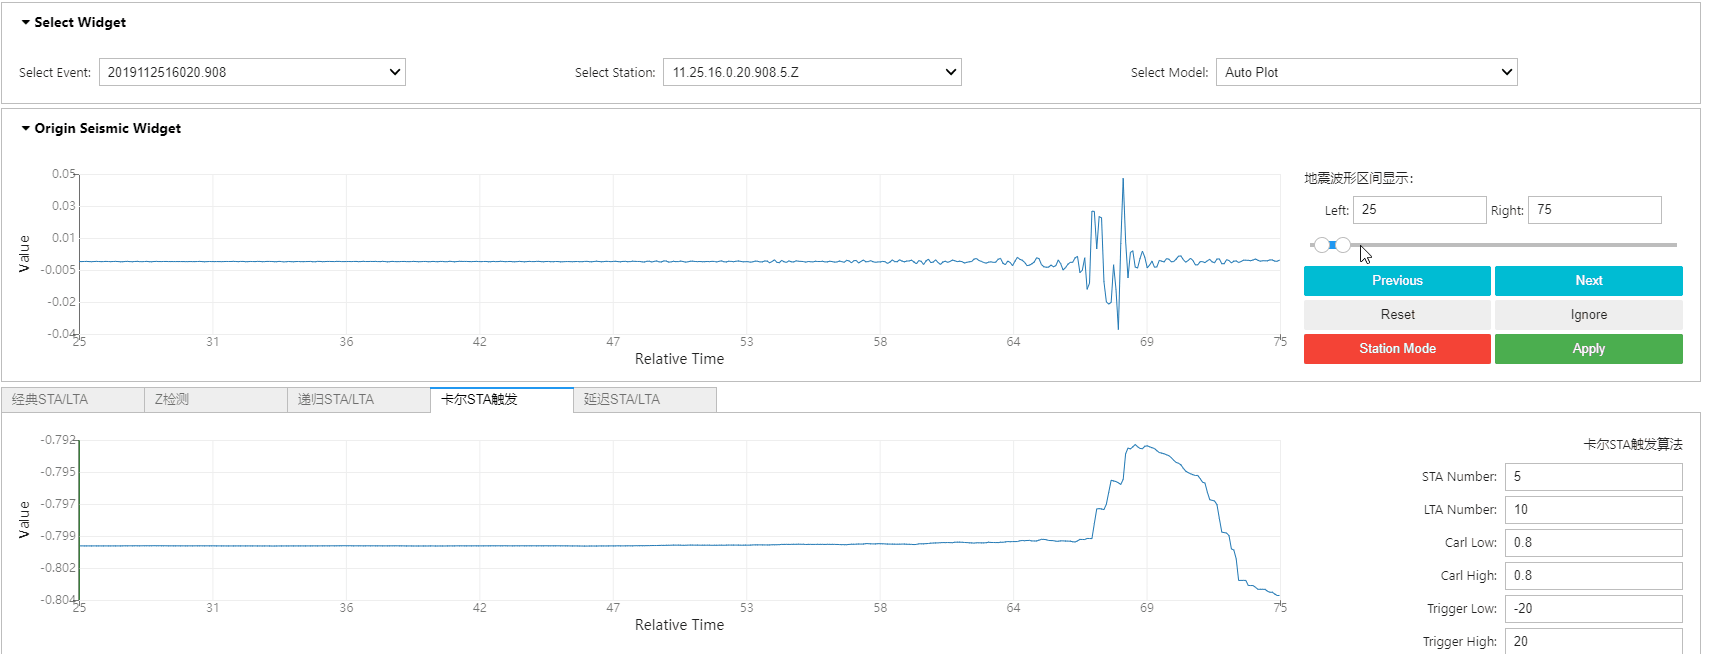 Select Widget
Select Event: 2019112516020.908 Select Station: 11.25.16.0.20.908.5.Z Select Model: Auto Plot
Origin Seismic Widget
地震波形区间显示:
Left: 25 Right: 75
Previous Next
Reset Ignore
Station Mode Apply
Value
0.05
0.03
0.01
-0.005
-0.02
-0.04
25 31 36 42 47 53 58 64 69 75
Relative Time
经典STA/LTA Z检测 递归STA/LTA 卡尔STA触发 延迟STA/LTA
Value
-0.792
-0.795
-0.797
-0.799
-0.802
-0.804
25 31 36 42 47 53 58 64 69 75
Relative Time
卡尔STA触发算法
STA Number: 5
LTA Number: 10
Carl Low: 0.8
Carl High: 0.8
Trigger Low: -20
Trigger High: 20